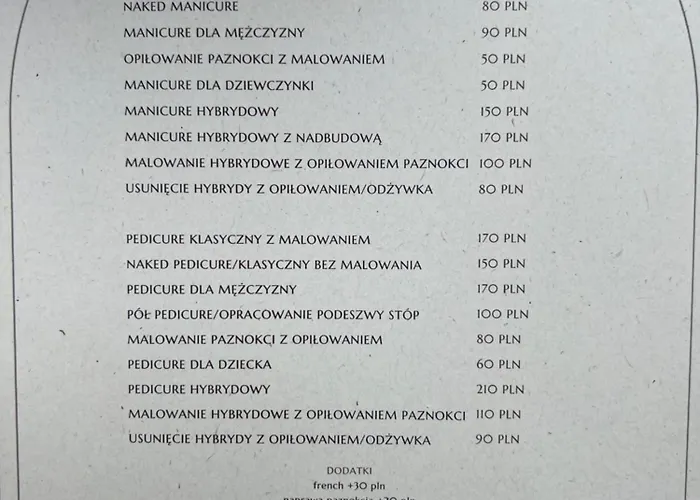 NAKED MANICURE 80 PLN
MANICURE DLA MĘŻCZYZNY 90 PLN
OPIŁOWANIE PAZNOKCI Z MALOWANIEM 50 PLN
MANICURE DLA DZIEWCZYNKI 50 PLN
MANICURE HYBRYDOWY 150 PLN
MANICURE HYBRYDOWY Z NADBUDOWĄ 170 PLN
MALOWANIE HYBRYDOWE Z OPIŁOWANIEM PAZNOKCI 100 PLN
USUNIĘCIE HYBRYDY Z OPIŁOWANIEM/ODŻYWKA 80 PLN
PEDICURE KLASYCZNY Z MALOWANIEM 170 PLN
NAKED PEDICURE/KLASYCZNY BEZ MALOWANIA 150 PLN
PEDICURE DLA MĘŻCZYZNY 170 PLN
PÓŁ PEDICURE/OPRACOWANIE PODESZWY STÓP 100 PLN
MALOWANIE PAZNOKCI Z OPIŁOWANIEM 80 PLN
PEDICURE DLA DZIECKA 60 PLN
PEDICURE HYBRYDOWY 210 PLN
MALOWANIE HYBRYDOWE Z OPIŁOWANIEM PAZNOKCI 110 PLN
USUNIĘCIE HYBRYDY Z OPIŁOWANIEM/ODŻYWKA 90 PLN
DODATKI
french +30 pln